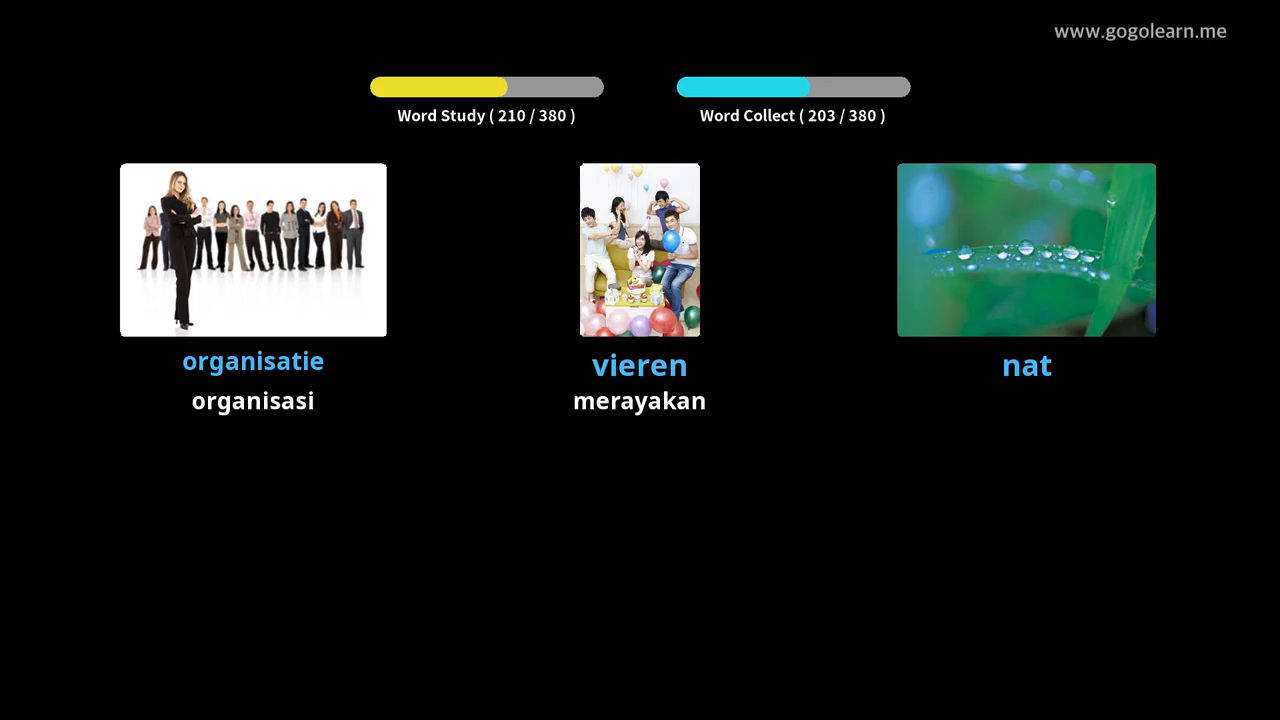 www.gogolearn.me
Word Study ( 210 / 380 )
Word Collect ( 203 / 380 )
organisatie
organisasi
vieren
merayakan
nat